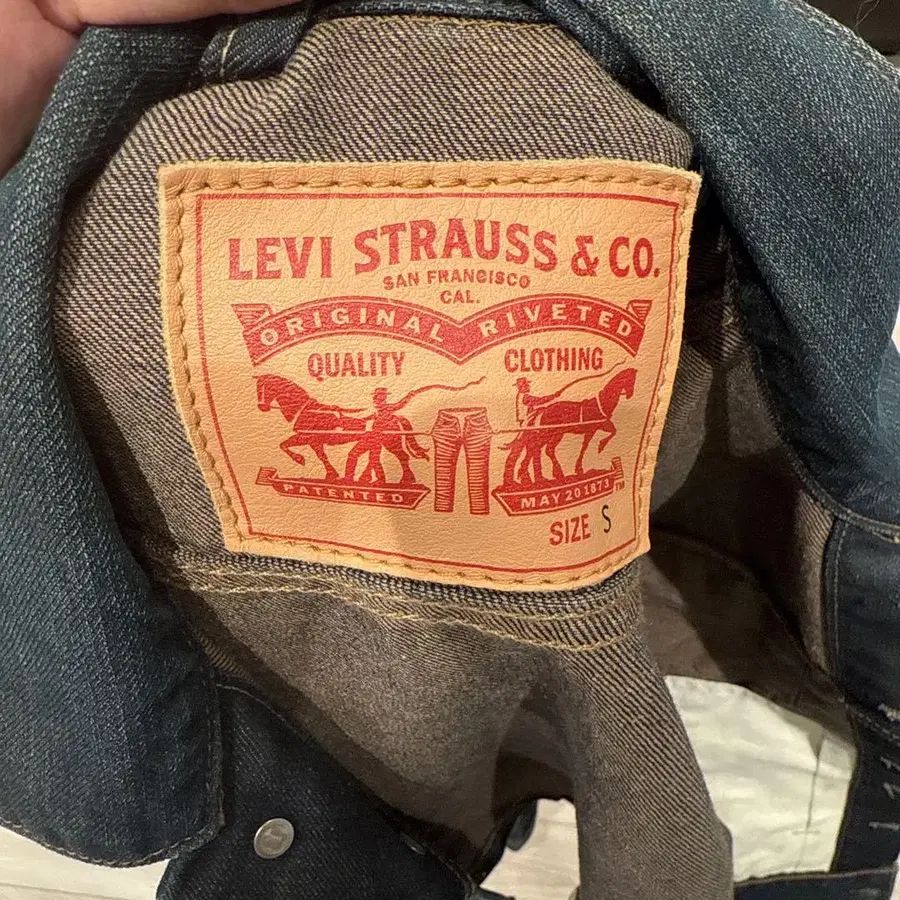 LEVI STRAUSS & CO.
SAN FRANCISCO
CAL.
ORIGINAL RIVETED
QUALITY CLOTHING
PATENTED MAY 20 1873 TM
SIZE S